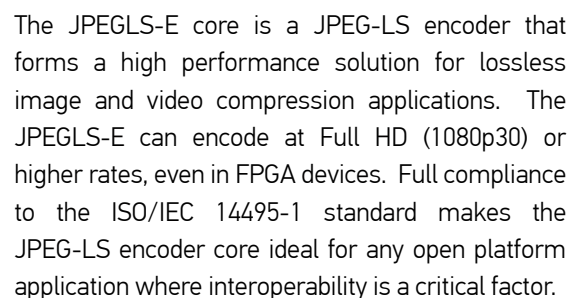 The JPEGLS-E core is a JPEG-LS encoder that
forms a high performance solution for lossless
image and video compression applications. The
JPEGLS-E can encode at Full HD (1080p30) or
higher rates, even in FPGA devices. Full compliance
to the ISO/IEC 14495-1 standard makes the
JPEG-LS encoder core ideal for any open platform
application where interoperability is a critical factor.